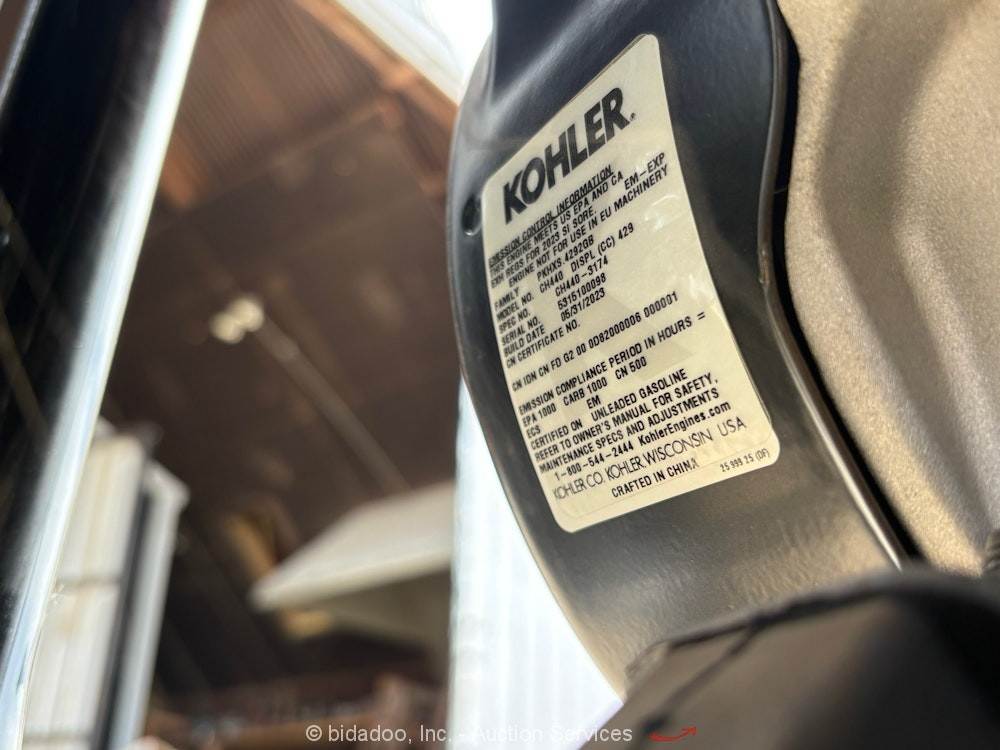 KOHLER.
EMISSION CONTROL INFORMATION
THIS ENGINE MEETS US EPA AND CA EM-EXP
EXH REGS FOR 2023 SI SORE.
ENGINE NOT FOR USE IN EU MACHINERY
FAMILY PKHXS.4292GB
MODEL NO. CH440 DISPL (CC) 429
SPEC NO. CH440-3174
SERIAL NO. 5315100098
BUILD DATE 05/31/2023
CN CERTIFICATE NO.
CN IDN CN FD G2 00 0D82000006 000001
EMISSION COMPLIANCE PERIOD IN HOURS =
EPA 1000 CARB 1000 CN 500
ECS EM
CERTIFIED ON UNLEADED GASOLINE
REFER TO OWNER'S MANUAL FOR SAFETY,
MAINTENANCE SPECS AND ADJUSTMENTS
1-800-544-2444 KohlerEngines.com
KOHLER CO. KOHLER, WISCONSIN USA
CRAFTED IN CHINA 25 999 25 (DF)
© bidadoo, Inc. - Auction Services